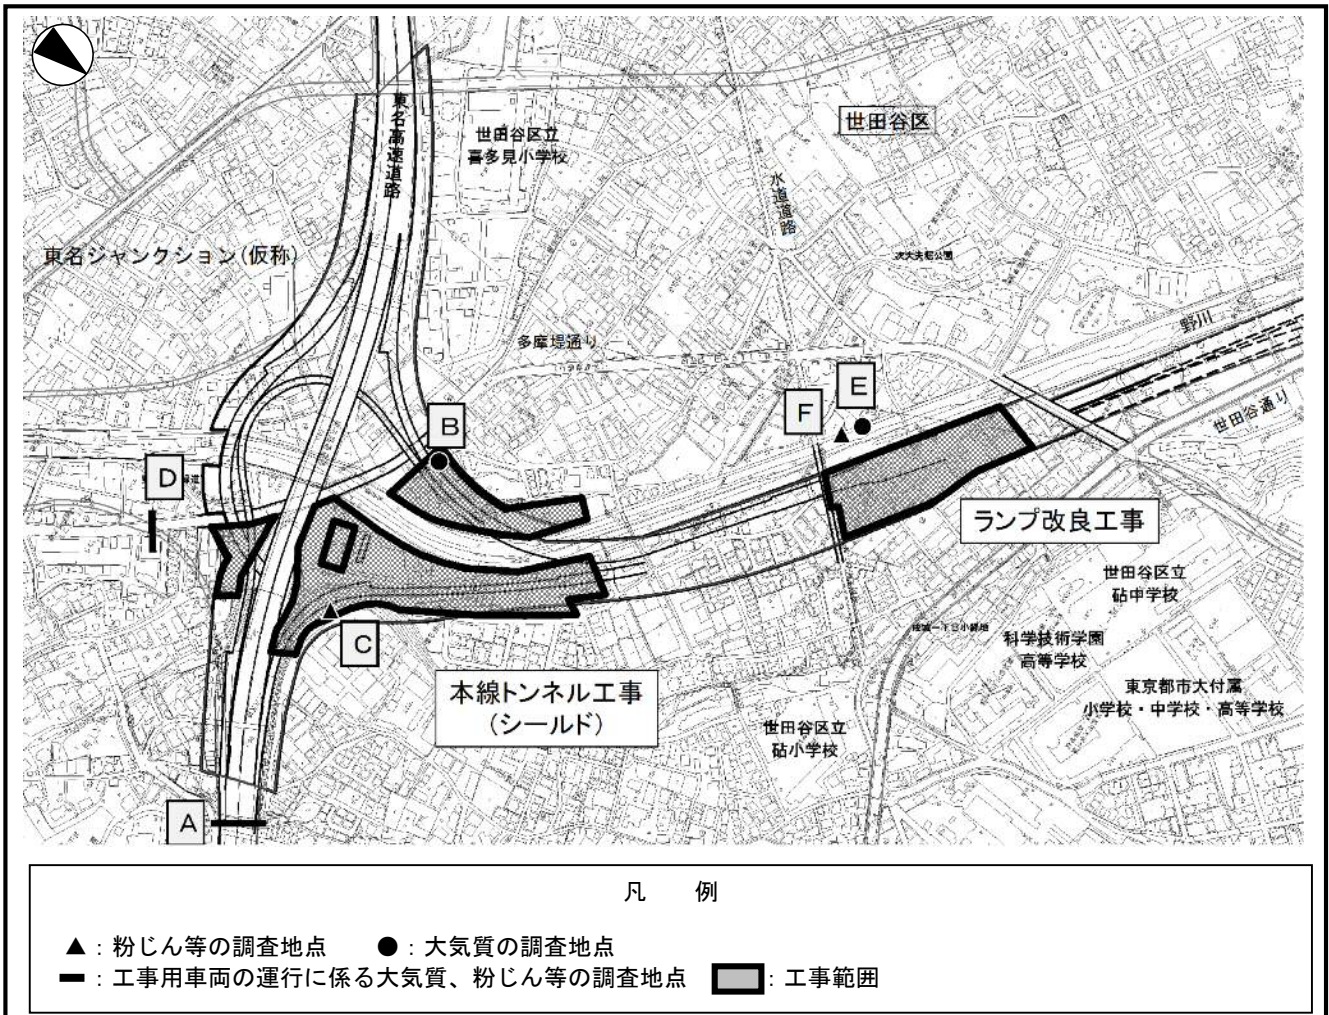 東名高速道路
世田谷区立
喜多見小学校
世田谷区
水道道路
東名ジャンクション(仮称)
次大夫堀公園
野川
多摩堤通り
世田谷通り
B
E
F
D
ランプ改良工事
世田谷区立
砧中学校
科学技術学園
高等学校
東京都市大付属
小学校・中学校・高等学校
C
本線トンネル工事
(シールド)
世田谷区立
砧小学校
A
凡 例
▲：粉じん等の調査地点 ●：大気質の調査地点
━：工事用車両の運行に係る大気質、粉じん等の調査地点 ：工事範囲